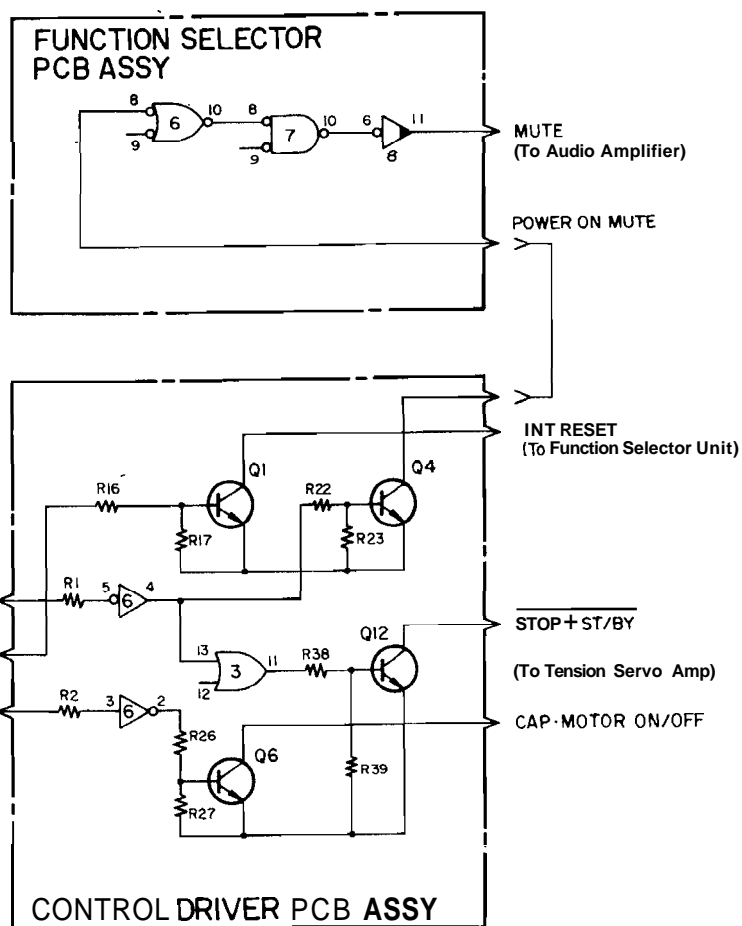 FUNCTION SELECTOR
PCB ASSY
8
9
6
10
8
9
7
10
6
11
8
MUTE
(To Audio Amplifier)
POWER ON MUTE
INT RESET
(To Function Selector Unit)
Q1
Q4
R16
R17
R22
R23
R1
5
6
4
13
12
3
11
R38
Q12
STOP+ST/BY
(To Tension Servo Amp)
R2
3
6
2
R26
Q6
R27
R39
CAP·MOTOR ON/OFF
CONTROL DRIVER PCB ASSY